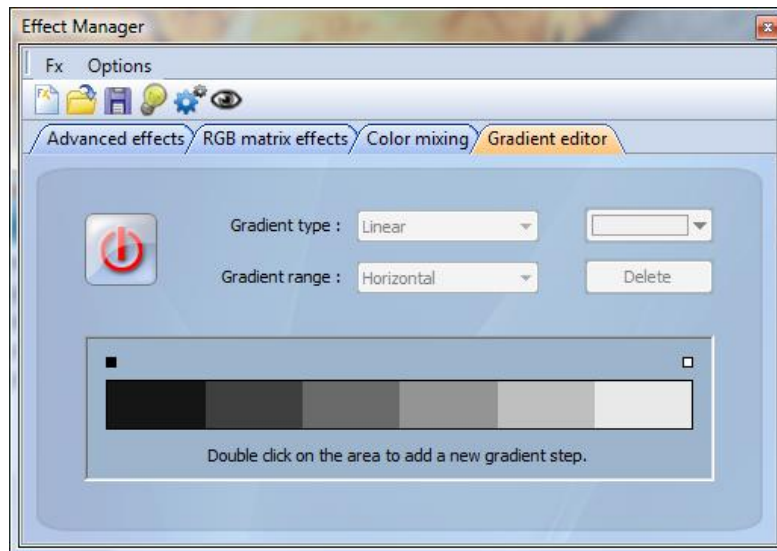 Effect Manager
Fx Options
FX
Advanced effects RGB matrix effects Color mixing Gradient editor
Gradient type : Linear
Gradient range : Horizontal Delete
Double click on the area to add a new gradient step.